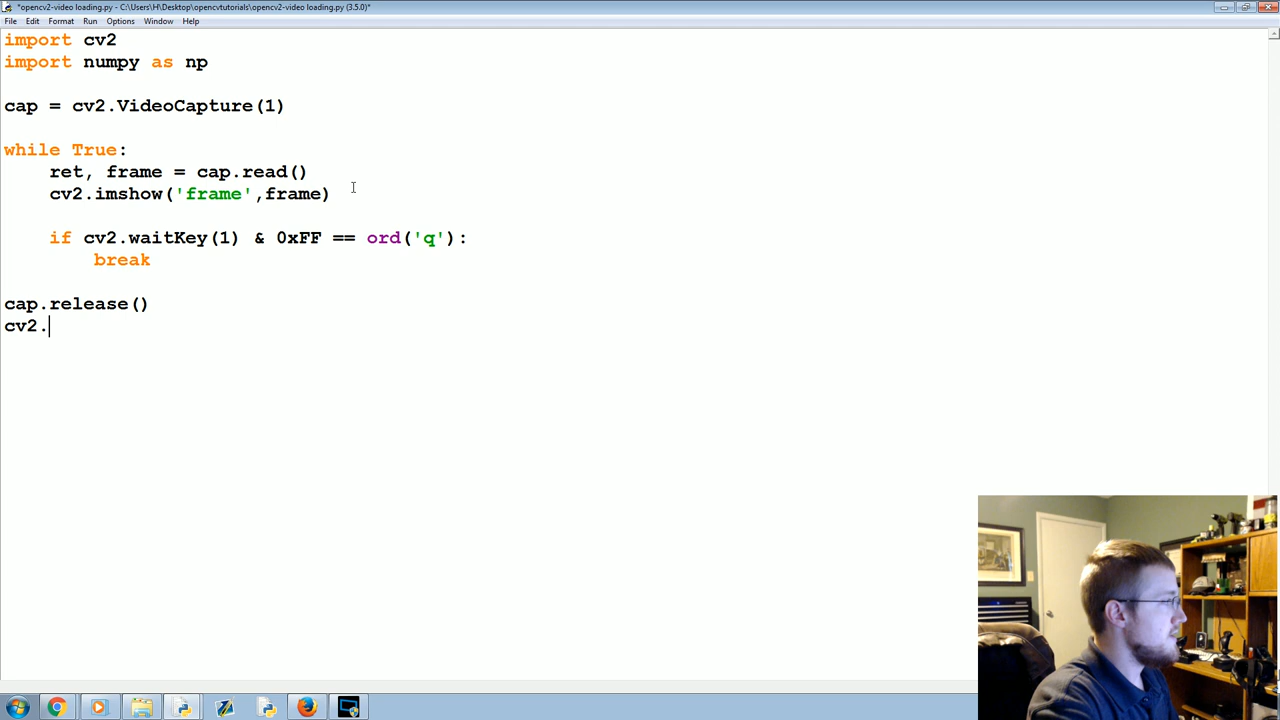 *opencv2-video loading.py - C:\Users\H\Desktop\opencvtutorials\opencv2-video loading.py (3.5.0)*
File Edit Format Run Options Window Help
import cv2
import numpy as np
cap = cv2.VideoCapture(1)
while True:
    ret, frame = cap.read()
    cv2.imshow('frame',frame)
    if cv2.waitKey(1) & 0xFF == ord('q'):
        break
cap.release()
cv2.